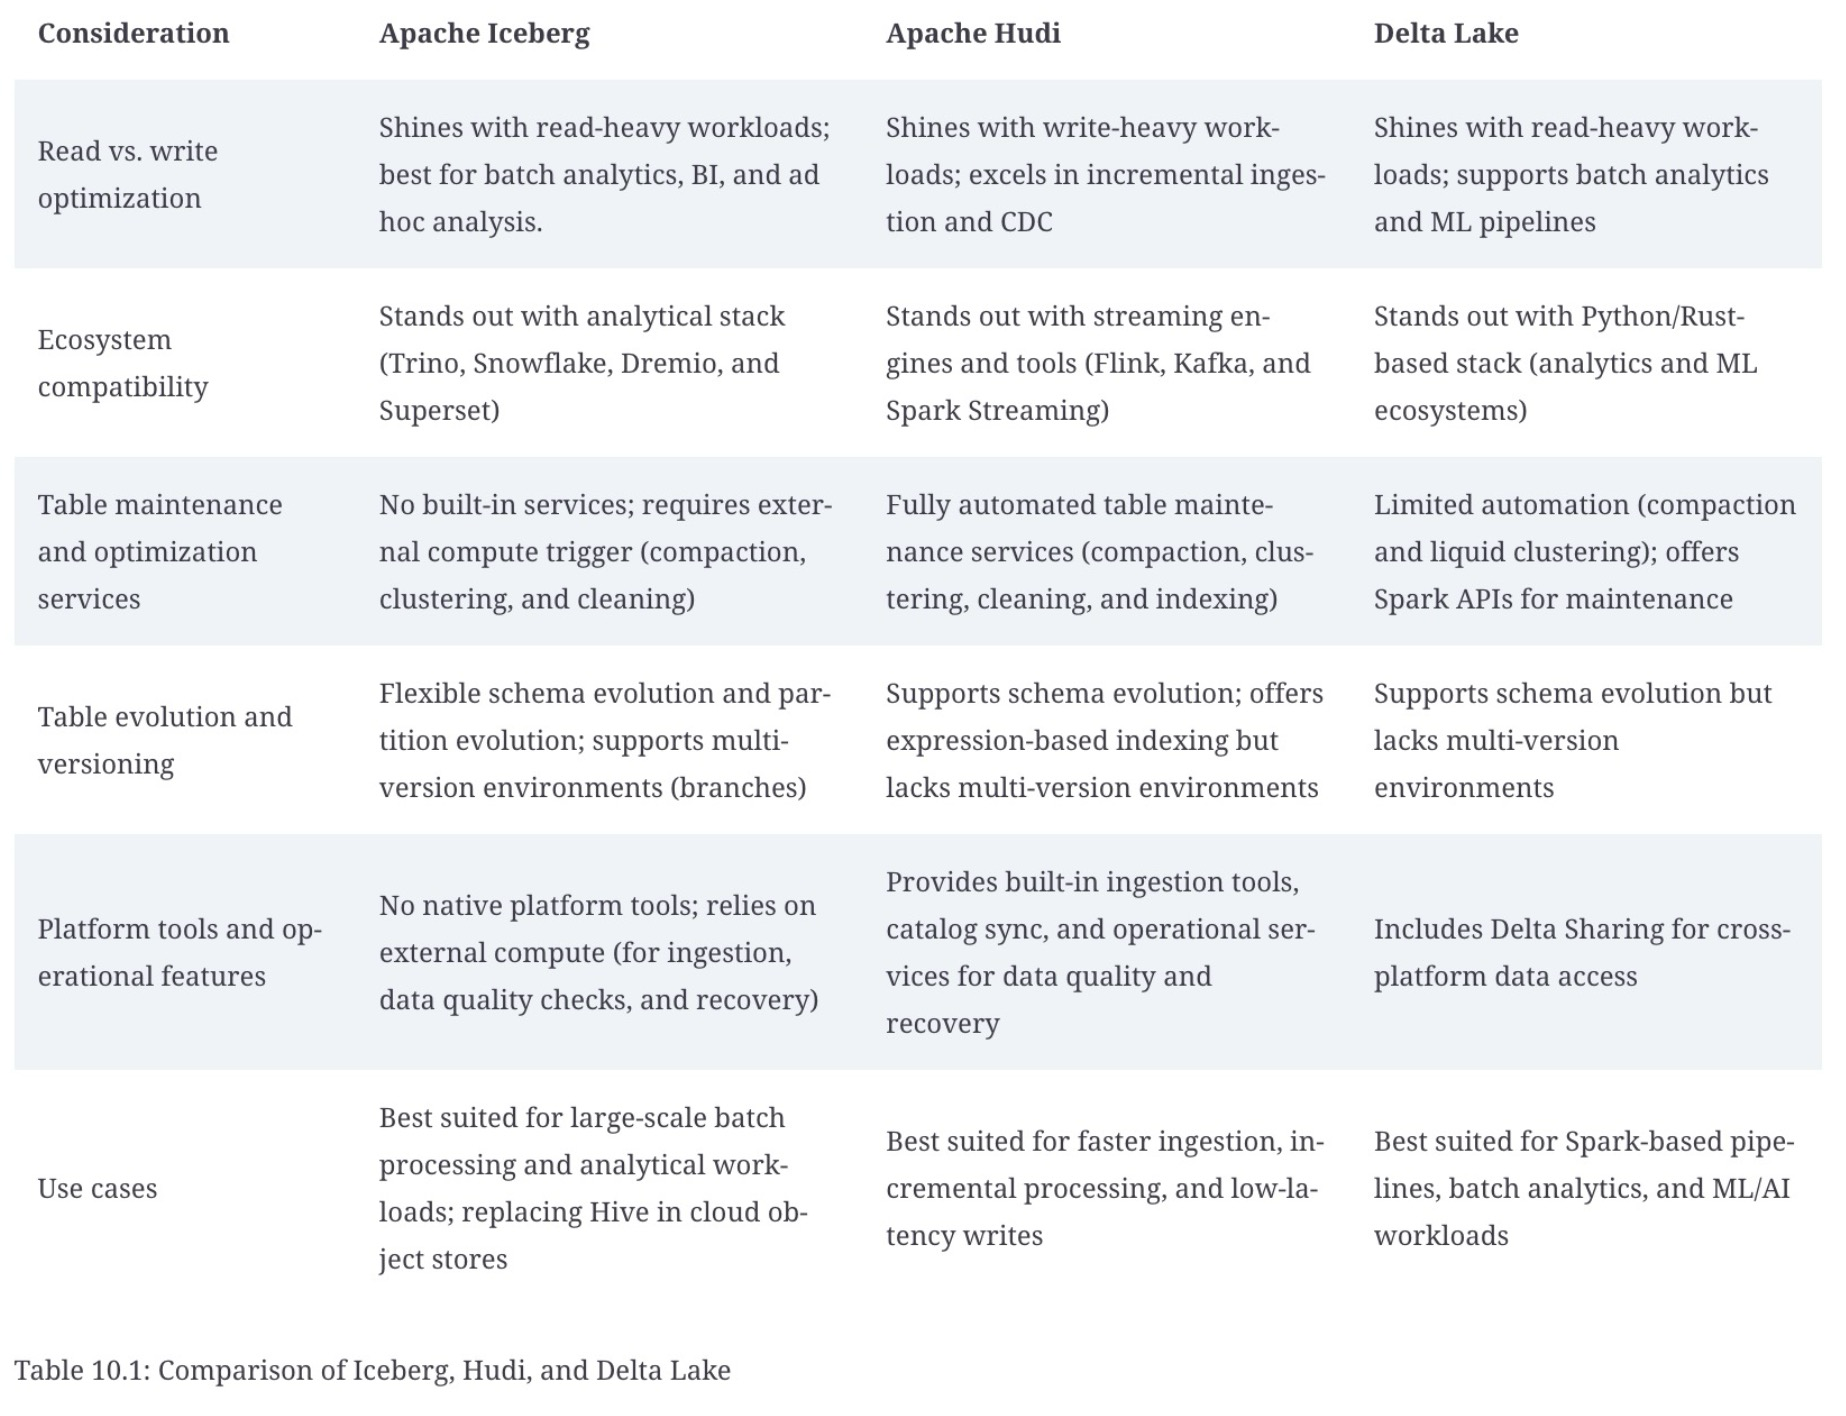 Consideration
Apache Iceberg
Apache Hudi
Delta Lake
Read vs. write
optimization
Shines with read-heavy workloads;
best for batch analytics, BI, and ad
hoc analysis.
Shines with write-heavy work-
loads; excels in incremental inges-
tion and CDC
Shines with read-heavy work-
loads; supports batch analytics
and ML pipelines
Ecosystem
compatibility
Stands out with analytical stack
(Trino, Snowflake, Dremio, and
Superset)
Stands out with streaming en-
gines and tools (Flink, Kafka, and
Spark Streaming)
Stands out with Python/Rust-
based stack (analytics and ML
ecosystems)
Table maintenance
and optimization
services
No built-in services; requires exter-
nal compute trigger (compaction,
clustering, and cleaning)
Fully automated table mainte-
nance services (compaction, clus-
tering, cleaning, and indexing)
Limited automation (compaction
and liquid clustering); offers
Spark APIs for maintenance
Table evolution and
versioning
Flexible schema evolution and par-
tition evolution; supports multi-
version environments (branches)
Supports schema evolution; offers
expression-based indexing but
lacks multi-version environments
Supports schema evolution but
lacks multi-version
environments
Platform tools and op-
erational features
No native platform tools; relies on
external compute (for ingestion,
data quality checks, and recovery)
Provides built-in ingestion tools,
catalog sync, and operational ser-
vices for data quality and
recovery
Includes Delta Sharing for cross-
platform data access
Use cases
Best suited for large-scale batch
processing and analytical work-
loads; replacing Hive in cloud ob-
ject stores
Best suited for faster ingestion, in-
cremental processing, and low-la-
tency writes
Best suited for Spark-based pipe-
lines, batch analytics, and ML/AI
workloads
Table 10.1: Comparison of Iceberg, Hudi, and Delta Lake